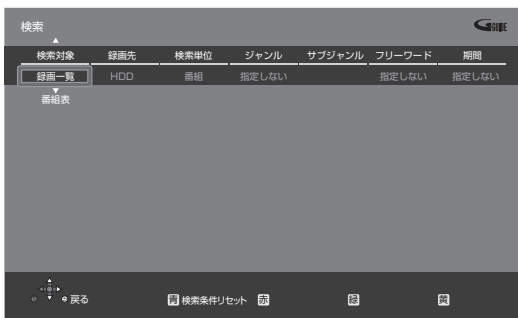 検索
GGUIDE
検索対象 録画先 検索単位 ジャンル サブジャンル フリーワード 期間
録画一覧 HDD 番組 指定しない 指定しない 指定しない
番組表
戻る 青 検索条件リセット 赤 緑 黄